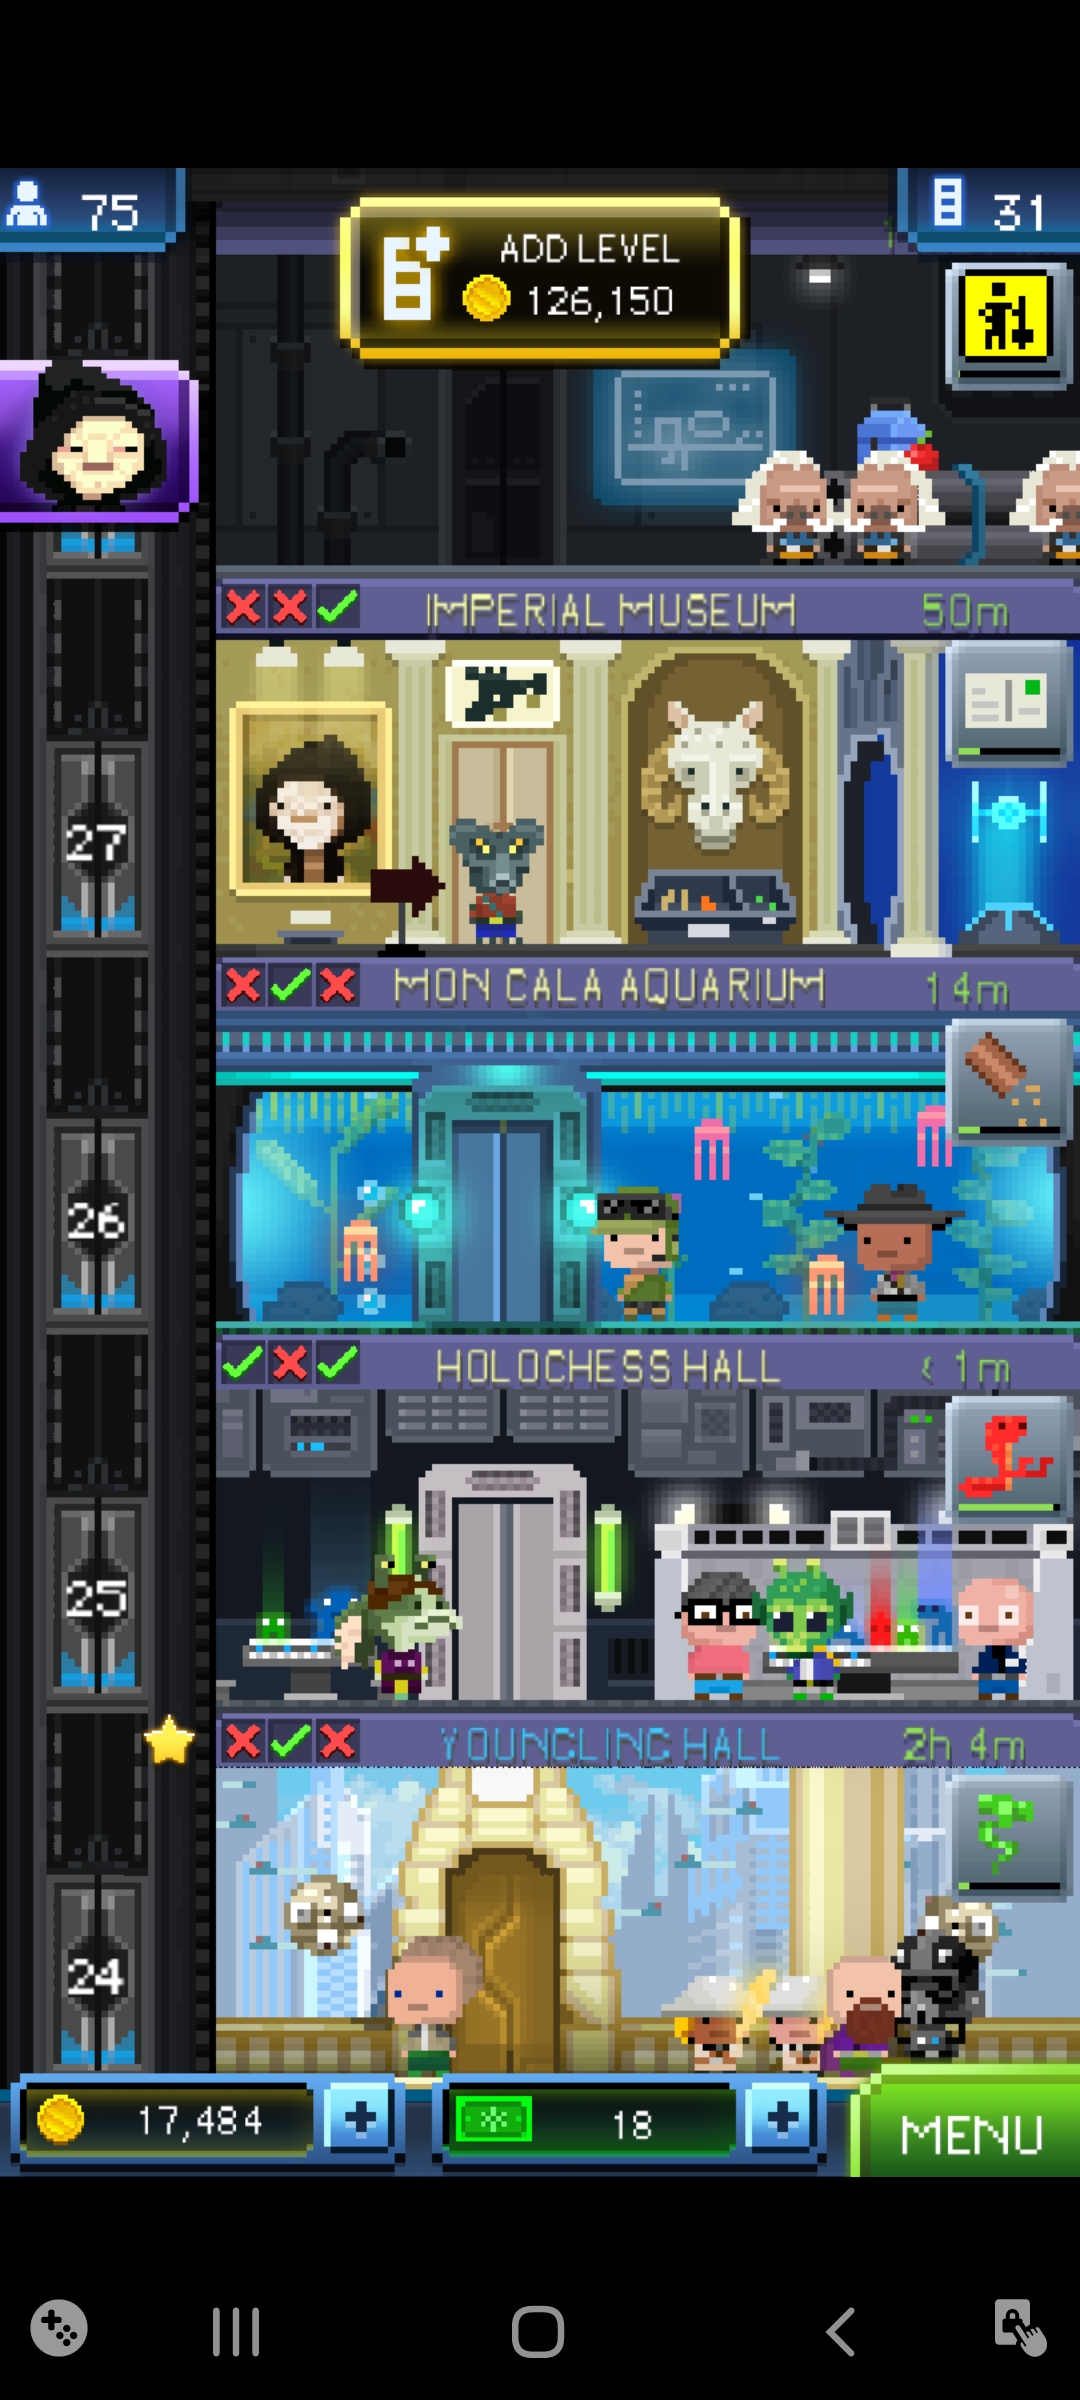 75
ADD LEVEL
126,150
31
IMPERIAL MUSEUM 50m
27
MON CALA AQUARIUM 14m
26
HOLOCHESS HALL < 1m
25
YOUNGLING HALL 2h 4m
24
17,484
18
MENU